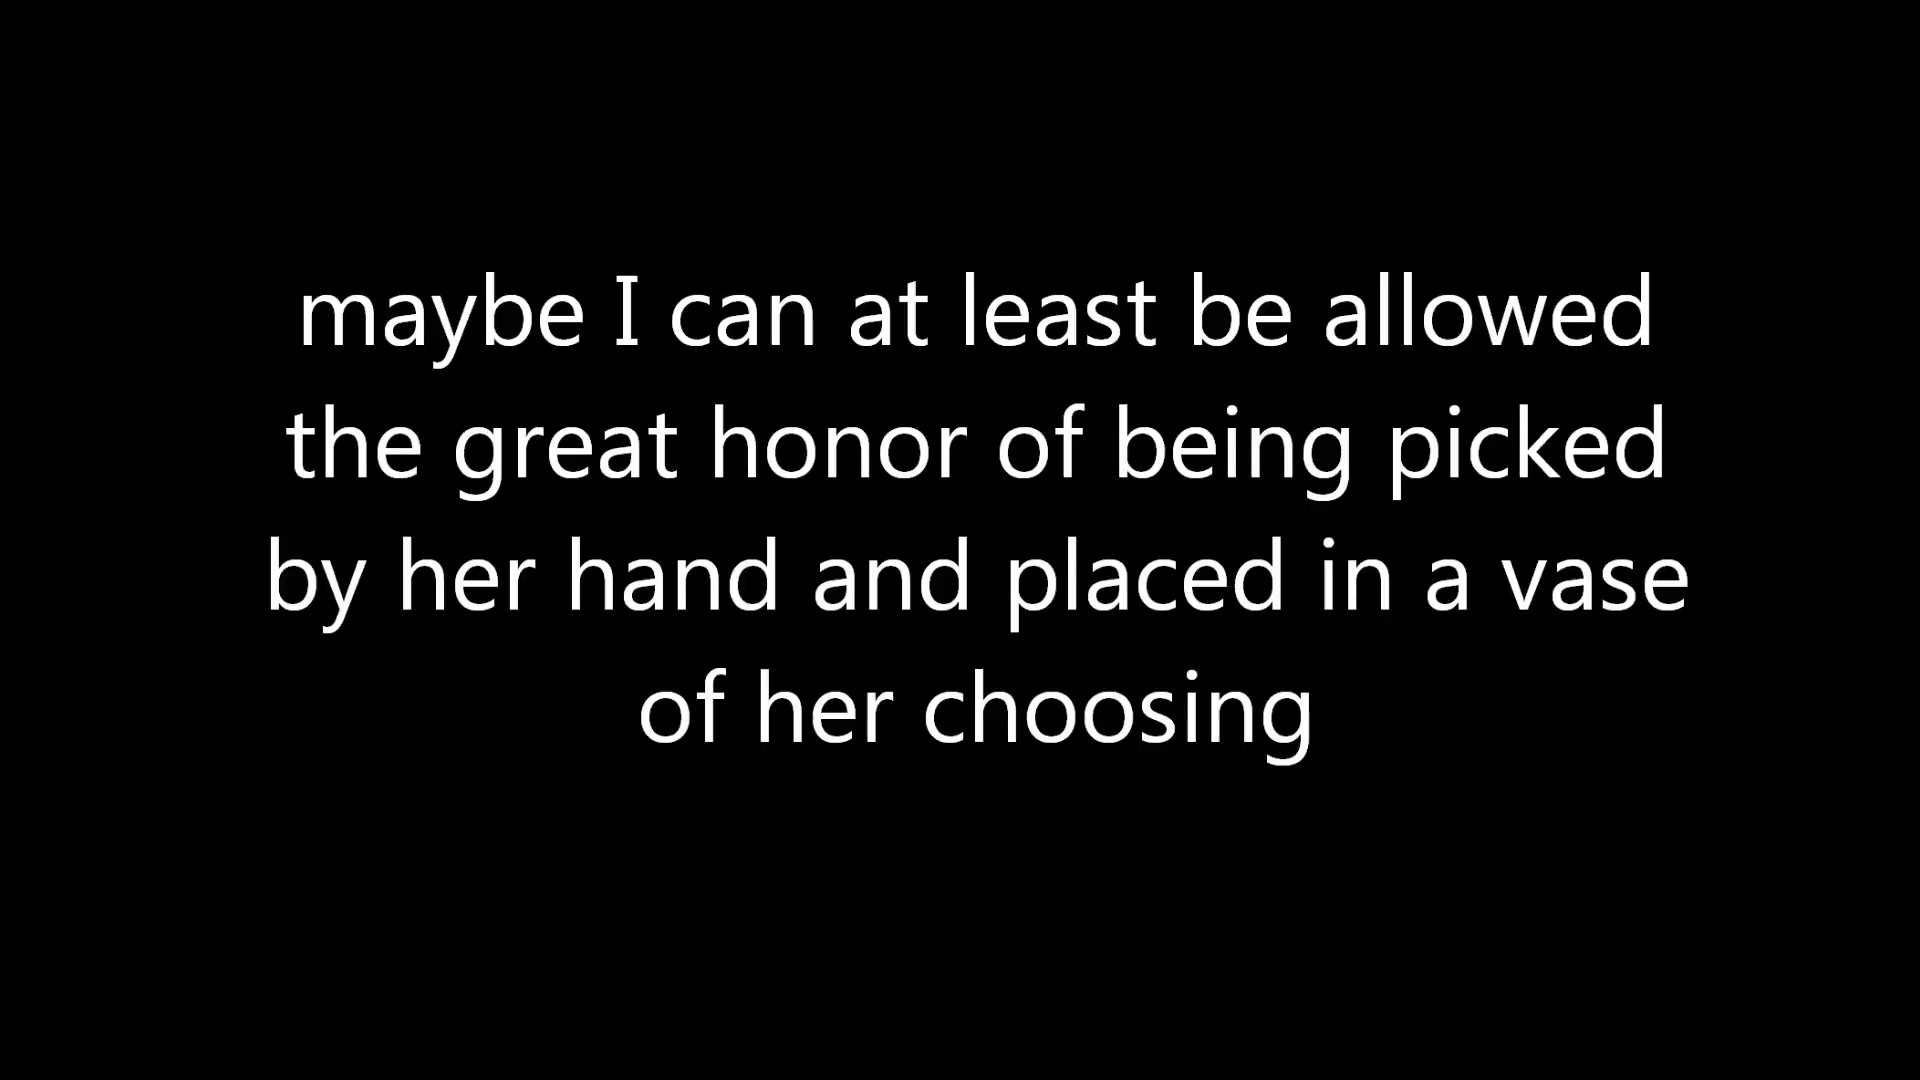 maybe I can at least be allowed
the great honor of being picked
by her hand and placed in a vase
of her choosing